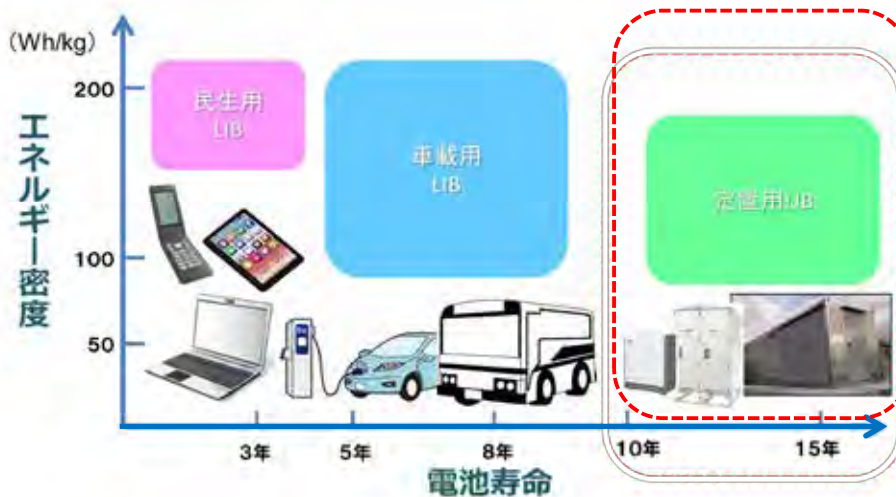 (Wh/kg)
200
100
50
エネルギー密度
民生用
LIB
車載用
LIB
定置用LIB
3年
5年
8年
10年
15年
電池寿命